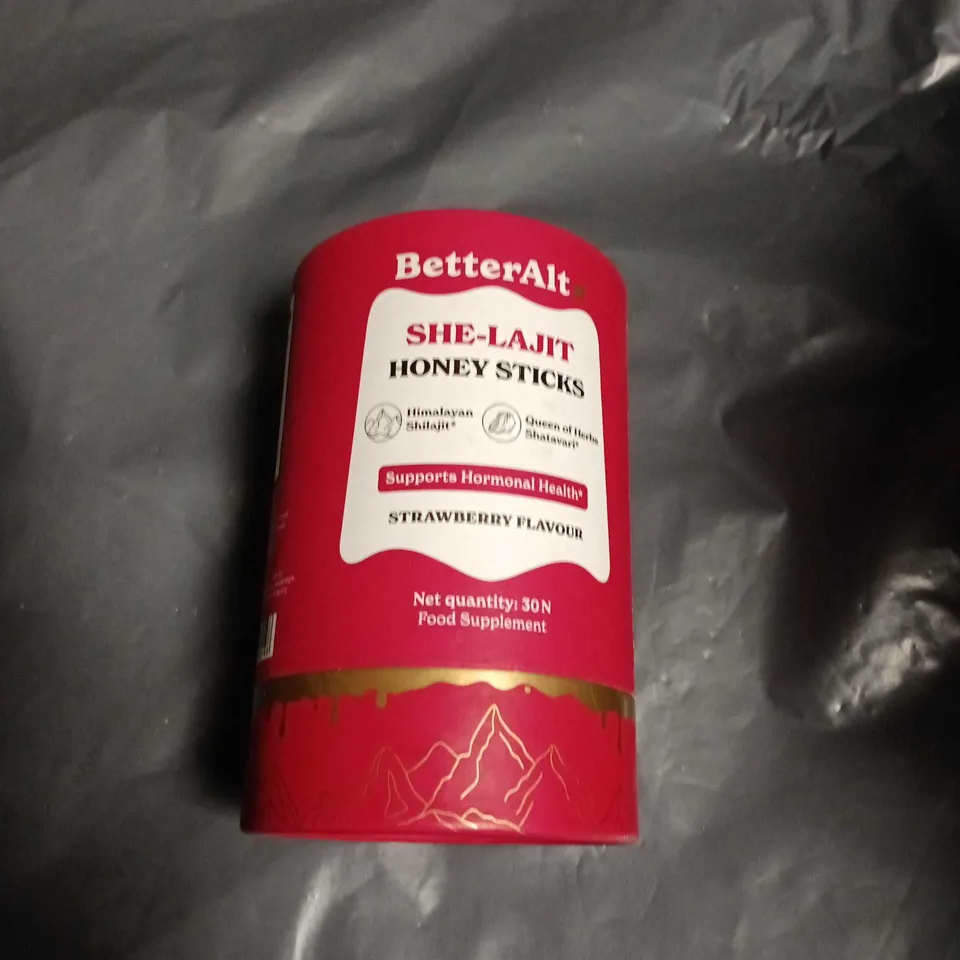 BetterAlt
SHE-LAJIT
HONEY STICKS
Himalayan
Shilajit*
Queen of Herbs
Shatavari*
Supports Hormonal Health*
STRAWBERRY FLAVOUR
Net quantity: 30 N
Food Supplement